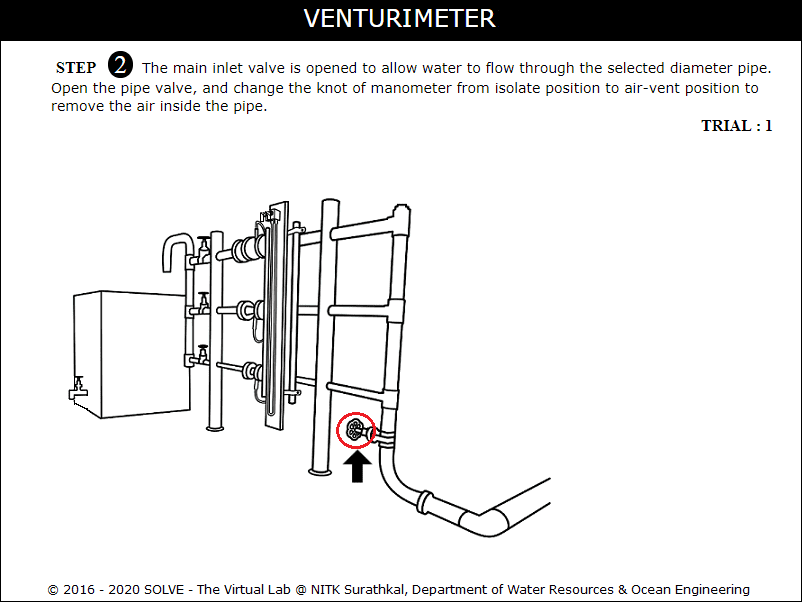 VENTURIMETER
STEP 2 The main inlet valve is opened to allow water to flow through the selected diameter pipe.
Open the pipe valve, and change the knot of manometer from isolate position to air-vent position to
remove the air inside the pipe.
TRIAL : 1
© 2016 - 2020 SOLVE - The Virtual Lab @ NITK Surathkal, Department of Water Resources & Ocean Engineering